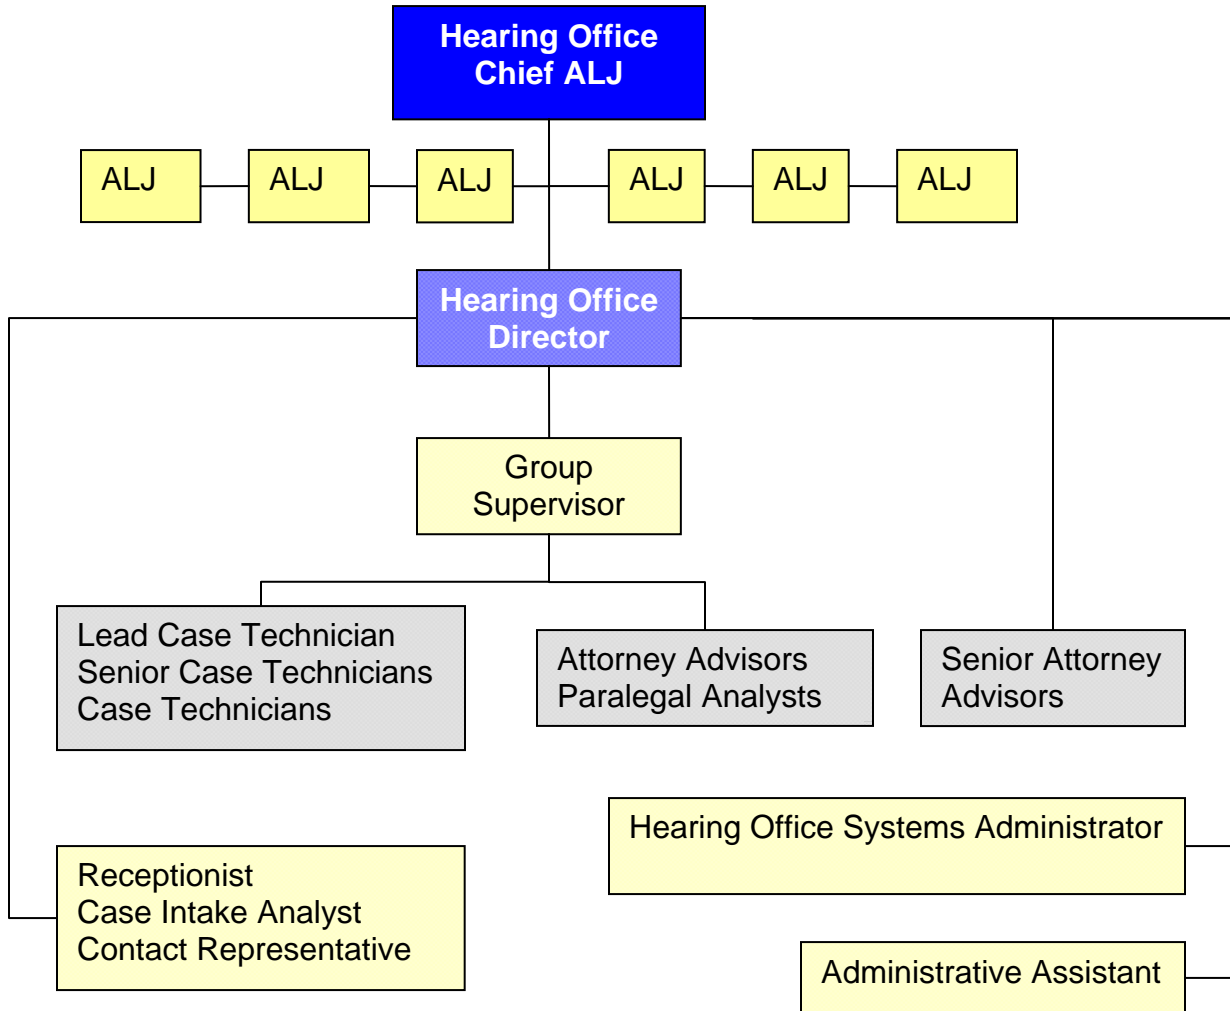 Hearing Office
Chief ALJ
ALJ
ALJ
ALJ
ALJ
ALJ
ALJ
Hearing Office
Director
Group
Supervisor
Lead Case Technician
Senior Case Technicians
Case Technicians
Attorney Advisors
Paralegal Analysts
Senior Attorney
Advisors
Hearing Office Systems Administrator
Receptionist
Case Intake Analyst
Contact Representative
Administrative Assistant